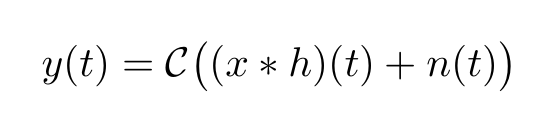 y(t) = 𝒞((x ∗ h)(t) + n(t))